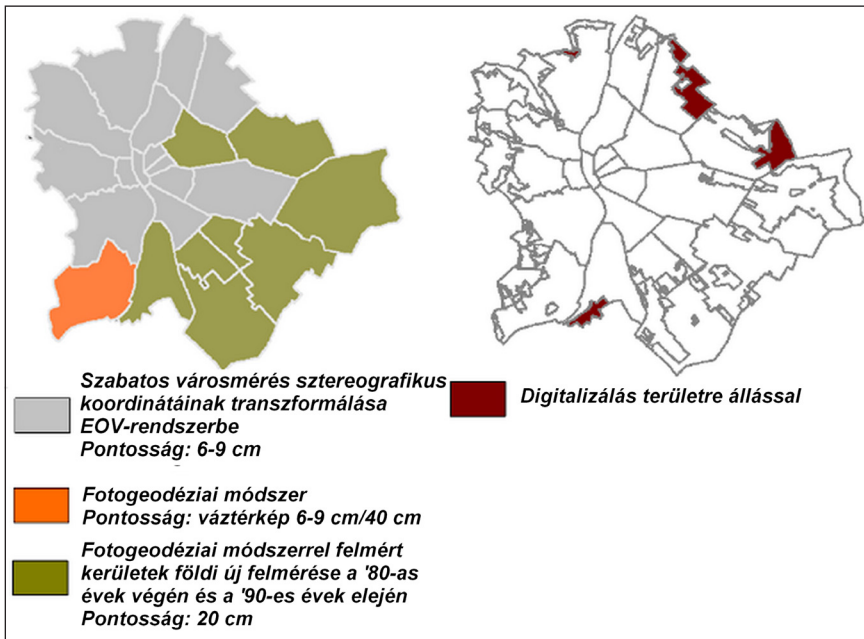 Szabatos városmérés sztereografikus
koordinátáinak transzformálása
EOV-rendszerbe
Pontosság: 6-9 cm
Fotogeodéziai módszer
Pontosság: váztérkép 6-9 cm/40 cm
Fotogeodéziai módszerrel felmért
kerületek földi új felmérése a '80-as
évek végén és a '90-es évek elején
Pontosság: 20 cm
Digitalizálás területre állással